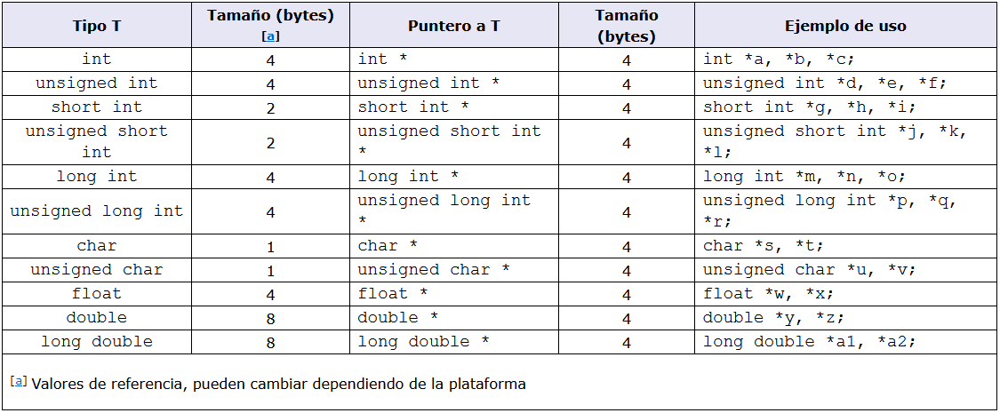 Tipo T Tamaño (bytes) [a] Puntero a T Tamaño (bytes) Ejemplo de uso
int 4 int * 4 int *a, *b, *c;
unsigned int 4 unsigned int * 4 unsigned int *d, *e, *f;
short int 2 short int * 4 short int *g, *h, *i;
unsigned short int 2 unsigned short int * 4 unsigned short int *j, *k, *l;
long int 4 long int * 4 long int *m, *n, *o;
unsigned long int 4 unsigned long int * 4 unsigned long int *p, *q, *r;
char 1 char * 4 char *s, *t;
unsigned char 1 unsigned char * 4 unsigned char *u, *v;
float 4 float * 4 float *w, *x;
double 8 double * 4 double *y, *z;
long double 8 long double * 4 long double *a1, *a2;
[a] Valores de referencia, pueden cambiar dependiendo de la plataforma